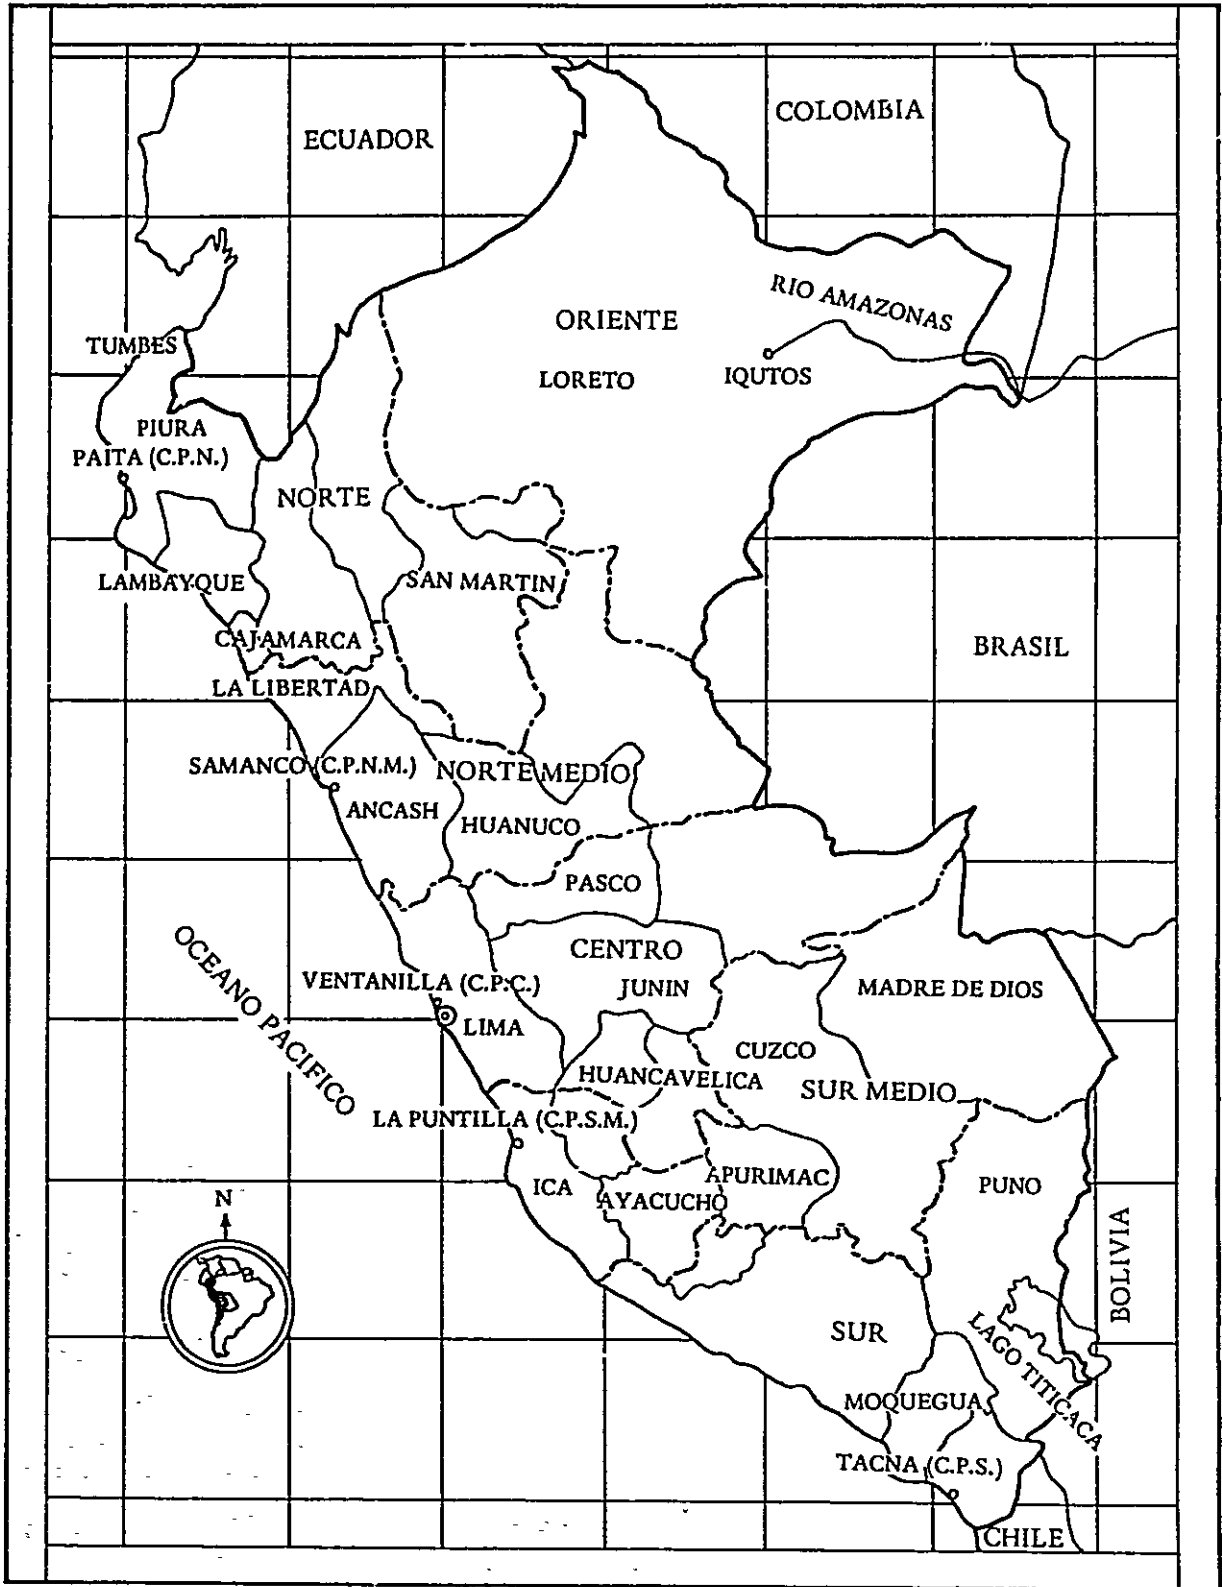 COLOMBIA
ECUADOR
RIO AMAZONAS
ORIENTE
TUMBES
LORETO
IQUTOS
PIURA
PAITA (C.P.N.)
NORTE
LAMBAYQUE
SAN MARTIN
CAJAMARCA
BRASIL
LA LIBERTAD
SAMANCO (C.P.N.M.)
NORTE MEDIO
ANCASH
HUANUCO
PASCO
OCEANO PACIFICO
CENTRO
VENTANILLA (C.P.C.)
JUNIN
MADRE DE DIOS
LIMA
CUZCO
HUANCAVELICA
SUR MEDIO
LA PUNTILLA (C.P.S.M.)
APURIMAC
ICA
PUNO
AYACUCHO
N
BOLIVIA
SUR
LAGO TITICACA
MOQUEGUA
TACNA (C.P.S.)
CHILE